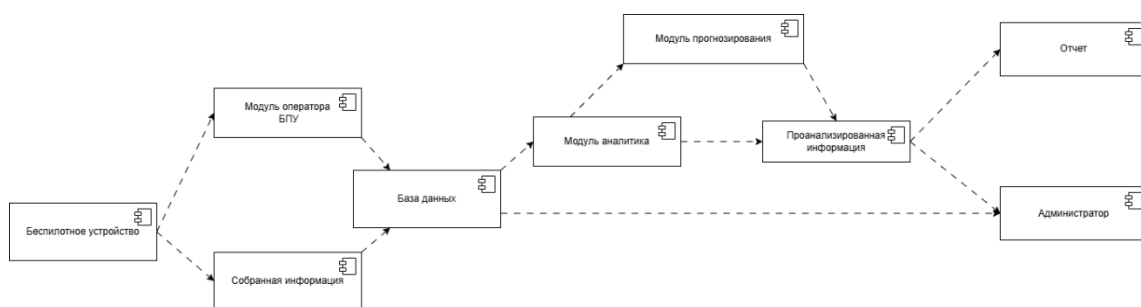 Модуль прогнозирования
Отчет
Модуль оператора
БПУ
Модуль аналитика
Проанализированная
информация
База данных
Администратор
Беспилотное устройство
Собранная информация